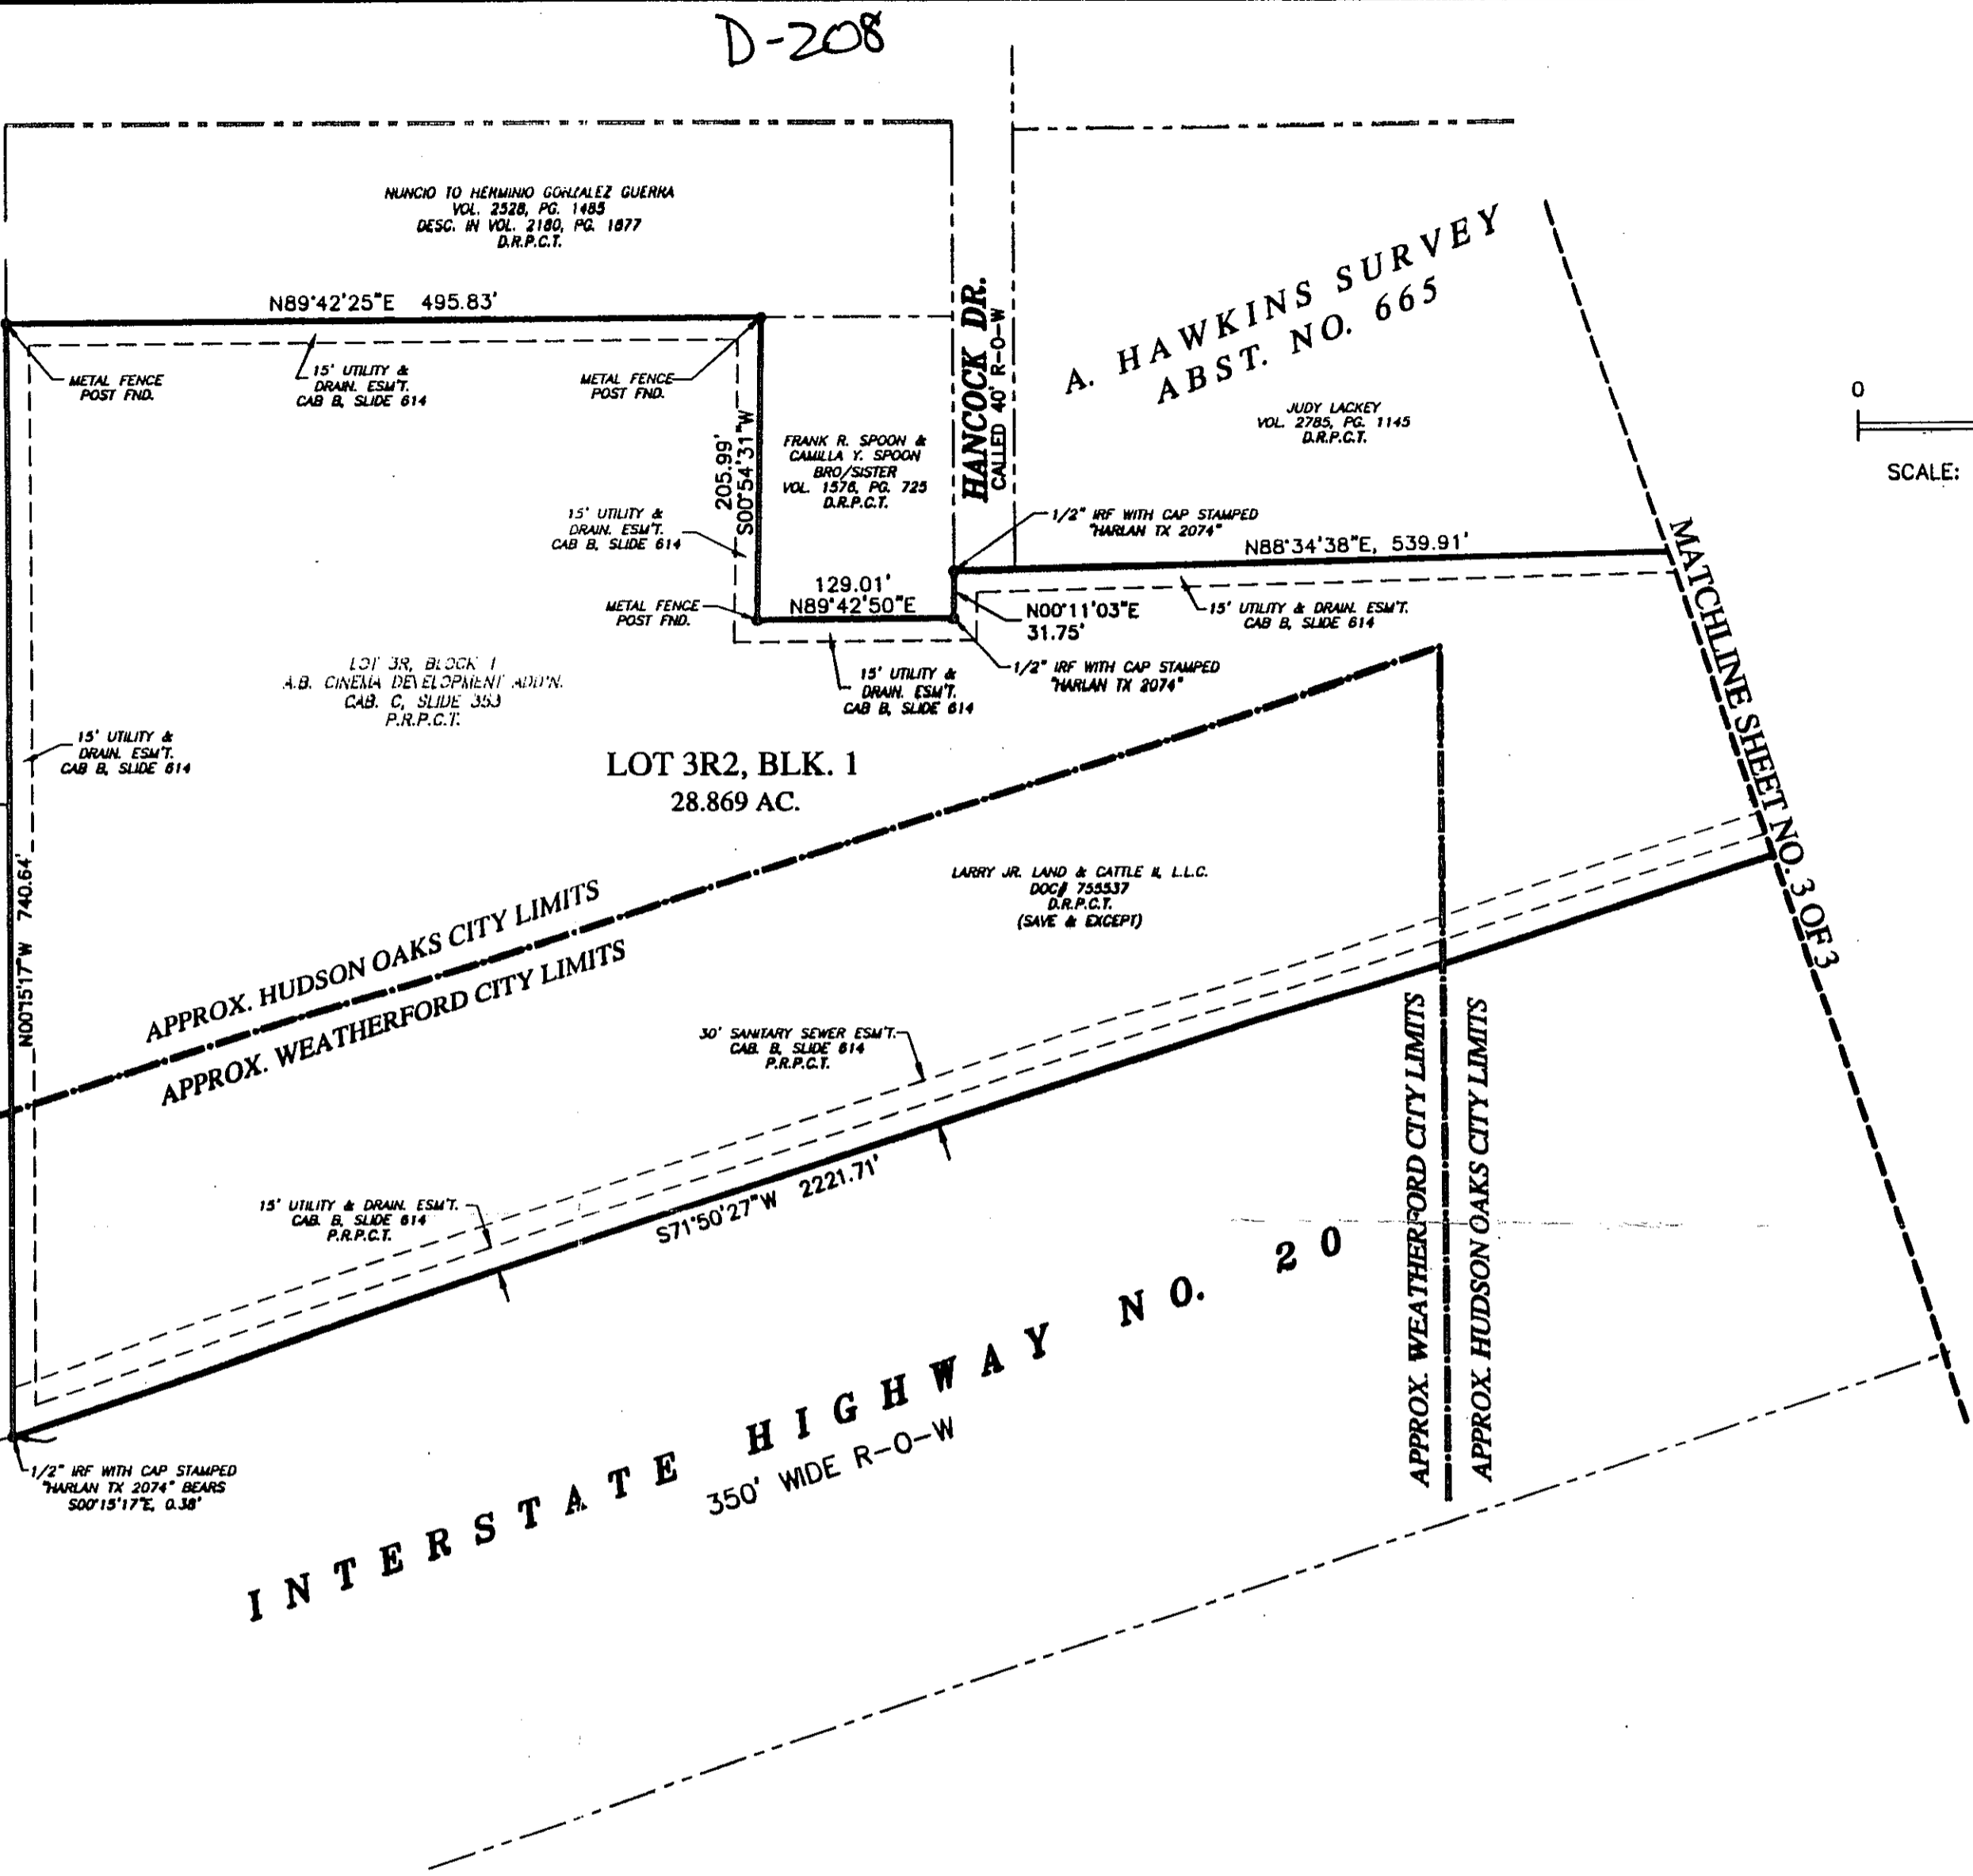 D-208
NUNCIO TO HERMINIO GONZALEZ GUERRA
VOL. 2528, PG. 1485
DESC. IN VOL. 2180, PG. 1877
D.R.P.C.T.
N89°42'25"E 495.83'
METAL FENCE
POST FND.
15' UTILITY &
DRAIN. ESM'T.
CAB B, SLIDE 614
METAL FENCE
POST FND.
205.99'
S00°54'31"W
FRANK R. SPOON &
CAMILLA Y. SPOON
BRO/SISTER
VOL. 1576, PG. 725
D.R.P.C.T.
HANCOCK DR.
CALLED 40' R-O-W
A. HAWKINS SURVEY
ABST. NO. 665
JUDY LACKEY
VOL. 2785, PG. 1145
D.R.P.C.T.
0
SCALE:
15' UTILITY &
DRAIN. ESM'T.
CAB B, SLIDE 614
1/2" IRF WITH CAP STAMPED
"HARLAN TX 2074"
N88°34'38"E, 539.91'
129.01'
N89°42'50"E
METAL FENCE
POST FND.
N00°11'03"E
31.75'
15' UTILITY & DRAIN. ESM'T.
CAB B, SLIDE 614
1/2" IRF WITH CAP STAMPED
"HARLAN TX 2074"
15' UTILITY &
DRAIN. ESM'T.
CAB B, SLIDE 614
LOT 3R, BLOCK 1
A.B. CINEMA DEVELOPMENT ADD'N.
CAB. C, SLIDE 353
P.R.P.C.T.
15' UTILITY &
DRAIN. ESM'T.
CAB B, SLIDE 614
LOT 3R2, BLK. 1
28.869 AC.
MATCHLINE SHEET NO. 3 OF 3
N00°15'17"W 740.64'
APPROX. HUDSON OAKS CITY LIMITS
APPROX. WEATHERFORD CITY LIMITS
LARRY JR. LAND & CATTLE II, L.L.C.
DOC# 755537
D.R.P.C.T.
(SAVE & EXCEPT)
30' SANITARY SEWER ESM'T.
CAB. B, SLIDE 614
P.R.P.C.T.
15' UTILITY & DRAIN. ESM'T.
CAB. B, SLIDE 614
P.R.P.C.T.
S71°50'27"W 2221.71'
APPROX. WEATHERFORD CITY LIMITS
APPROX. HUDSON OAKS CITY LIMITS
INTERSTATE HIGHWAY NO. 20
350' WIDE R-O-W
1/2" IRF WITH CAP STAMPED
"HARLAN TX 2074" BEARS
S00°15'17"E, 0.38'